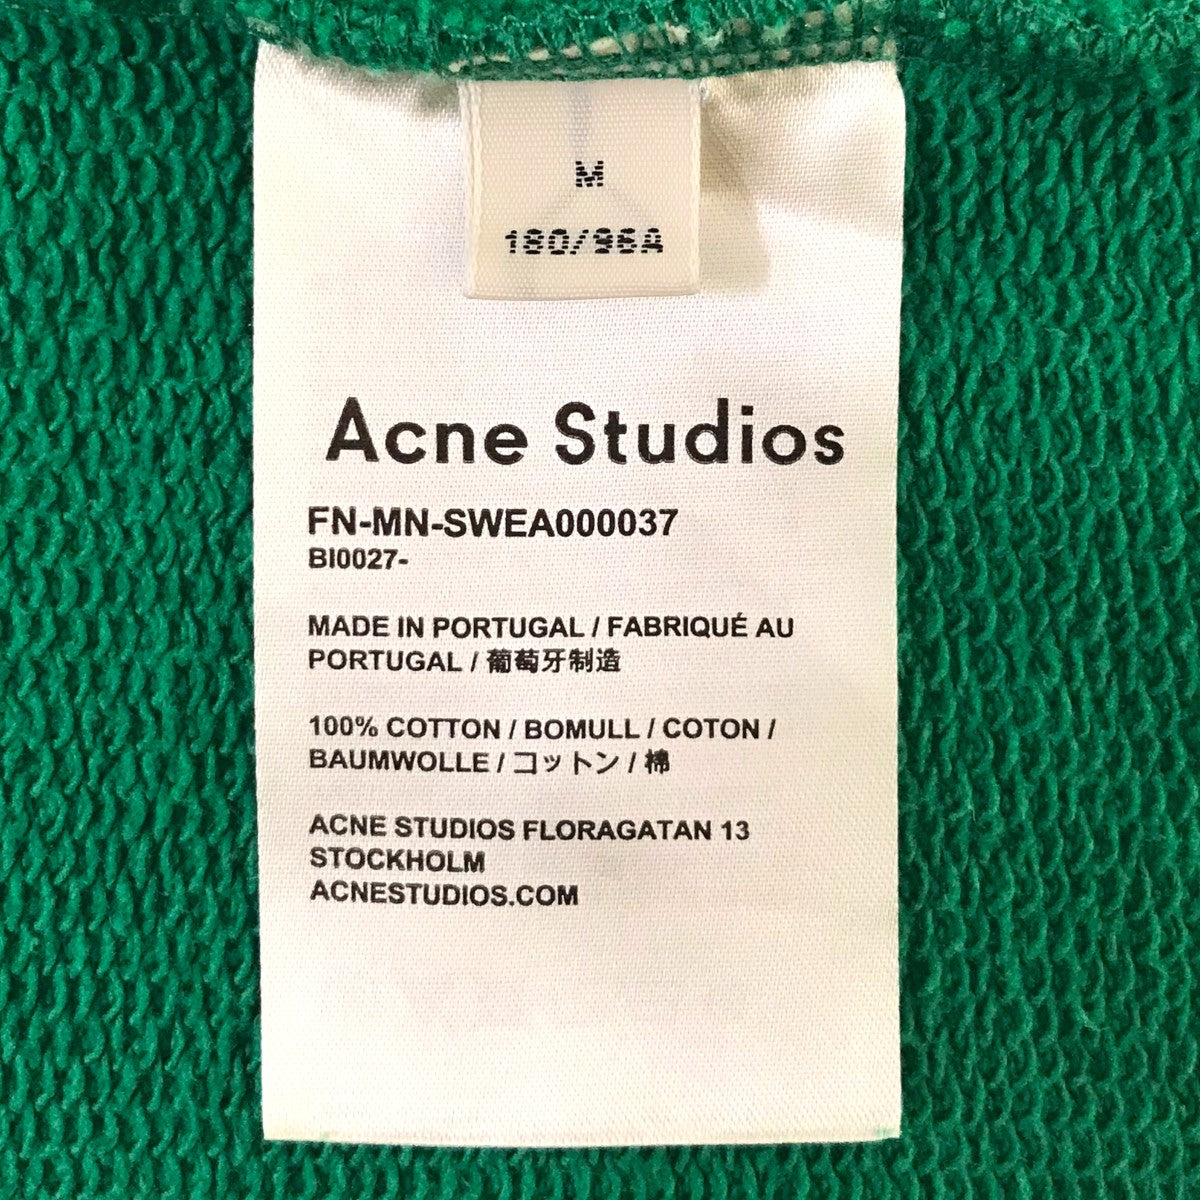 M
180/96A
Acne Studios
FN-MN-SWEA000037
BI0027-
MADE IN PORTUGAL / FABRIQUÉ AU
PORTUGAL / 葡萄牙制造
100% COTTON / BOMULL / COTON /
BAUMWOLLE / コットン / 棉
ACNE STUDIOS FLORAGATAN 13
STOCKHOLM
ACNESTUDIOS.COM